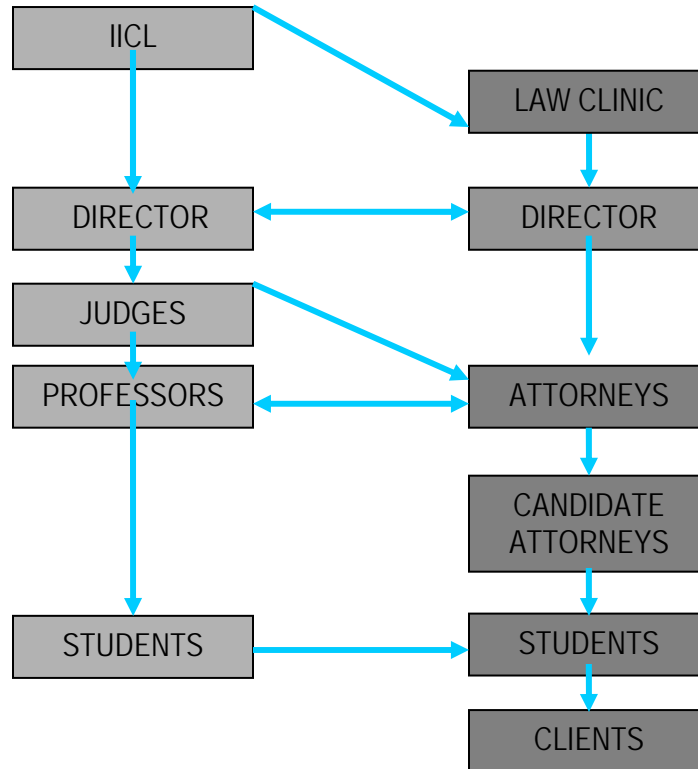 IICL
LAW CLINIC
DIRECTOR
DIRECTOR
JUDGES
PROFESSORS
ATTORNEYS
CANDIDATE
ATTORNEYS
STUDENTS
STUDENTS
CLIENTS